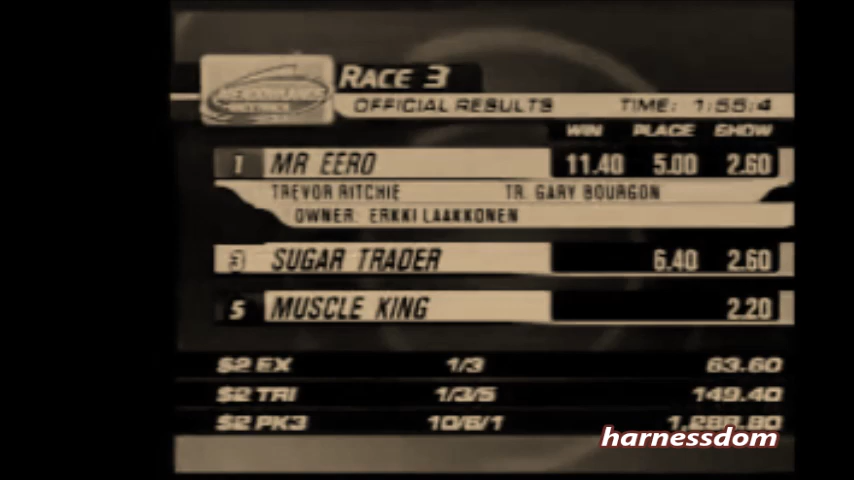 RACE 3
OFFICIAL RESULTS TIME: 1:55:4
WIN PLACE SHOW
1 MR EERO 11.40 5.00 2.60
TREVOR RITCHIE TR. GARY BOURGON
OWNER: ERKKI LAAKKONEN
3 SUGAR TRADER 6.40 2.60
5 MUSCLE KING 2.20
$2 EX 1/3 63.60
$2 TRI 1/3/5 149.40
$2 PK3 10/6/1
harnessdom